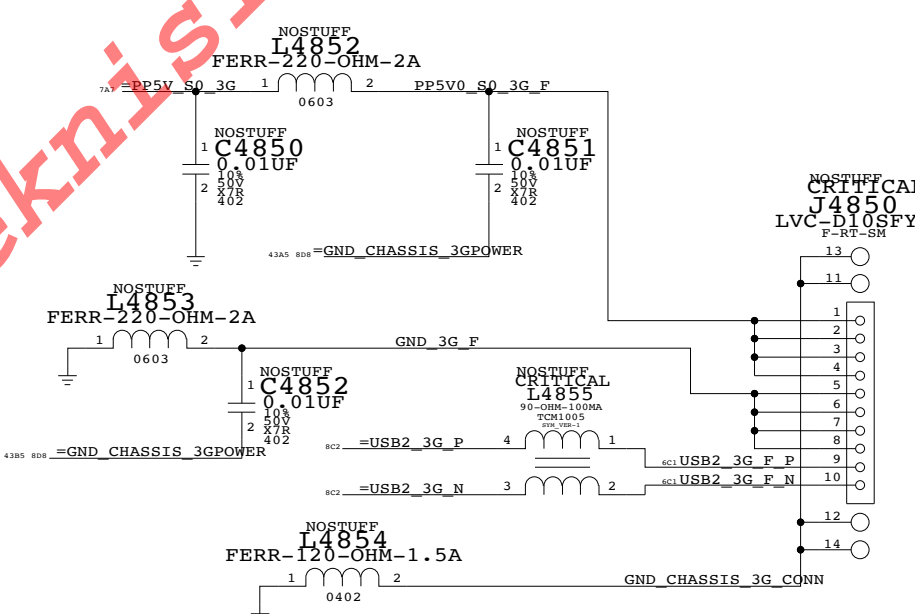 knisi
NOSTUFF
L4852
FERR-220-OHM-2A
7A7 =PP5V_S0_3G 1 2 PP5V0_S0_3G_F
0603
NOSTUFF
C4850
0.01UF
10%
50V
X7R
402
1
2
NOSTUFF
C4851
0.01UF
10%
50V
X7R
402
1
2
43A5 8D8 =GND_CHASSIS_3GPOWER
NOSTUFF
CRITICAL
J4850
LVC-D10SFY
F-RT-SM
13
11
1
2
3
4
5
6
7
8
9
10
12
14
NOSTUFF
L4853
FERR-220-OHM-2A
1 2 GND_3G_F
0603
NOSTUFF
C4852
0.01UF
10%
50V
X7R
402
1
2
43B5 8D8 =GND_CHASSIS_3GPOWER
NOSTUFF
CRITICAL
L4855
90-OHM-100MA
TCM1005
SYM_VER-1
8C2 =USB2_3G_P 4 1
6C1 USB2_3G_F_P
8C2 =USB2_3G_N 3 2
6C1 USB2_3G_F_N
NOSTUFF
L4854
FERR-120-OHM-1.5A
1 2 GND_CHASSIS_3G_CONN
0402